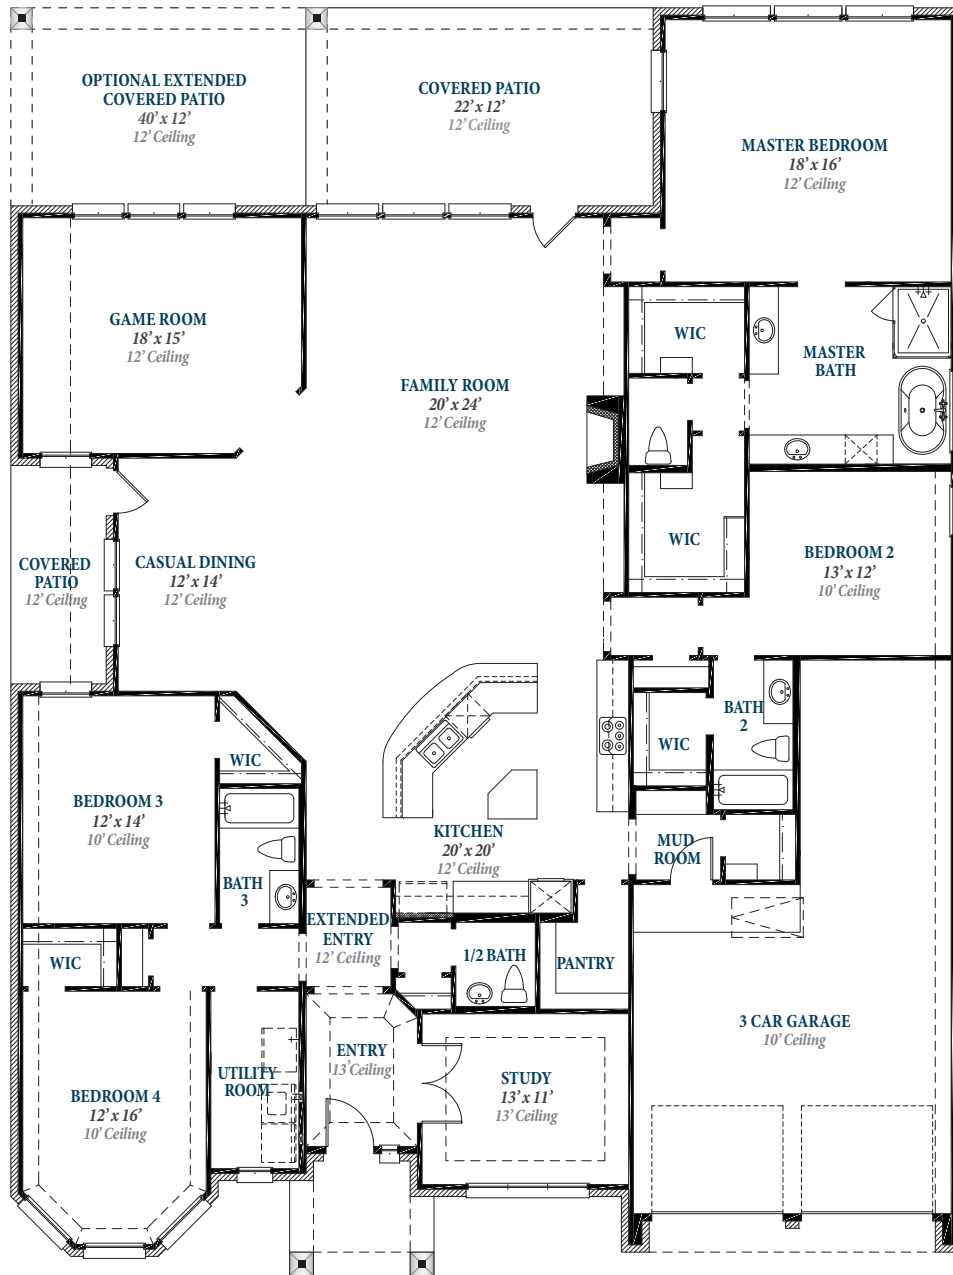 OPTIONAL EXTENDED
COVERED PATIO
40' x 12'
12' Ceiling
COVERED PATIO
22' x 12'
12' Ceiling
MASTER BEDROOM
18' x 16'
12' Ceiling
GAME ROOM
18' x 15'
12' Ceiling
WIC
MASTER
BATH
FAMILY ROOM
20' x 24'
12' Ceiling
WIC
BEDROOM 2
13' x 12'
10' Ceiling
COVERED
PATIO
12' Ceiling
CASUAL DINING
12' x 14'
12' Ceiling
BATH
2
WIC
WIC
BEDROOM 3
12' x 14'
10' Ceiling
KITCHEN
20' x 20'
12' Ceiling
MUD
ROOM
BATH
3
EXTENDED
ENTRY
12' Ceiling
1/2 BATH
PANTRY
WIC
3 CAR GARAGE
10' Ceiling
ENTRY
13' Ceiling
UTILITY
ROOM
STUDY
13' x 11'
13' Ceiling
BEDROOM 4
12' x 16'
10' Ceiling